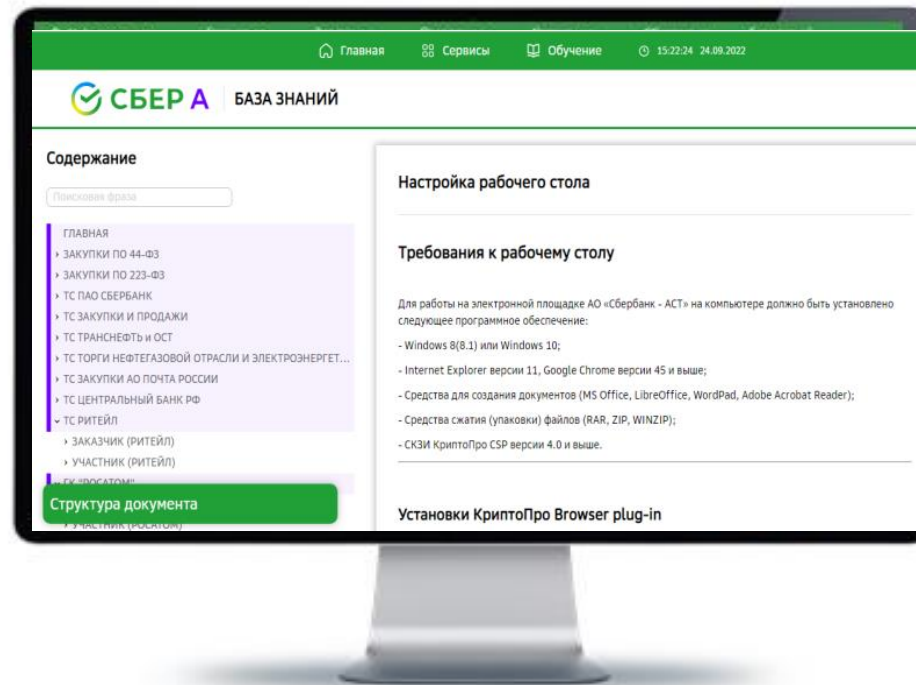 Главная Сервисы Обучение 15:22:24 24.09.2022
СБЕР А БАЗА ЗНАНИЙ
Содержание
Поисковая фраза
ГЛАВНАЯ
ЗАКУПКИ ПО 44-ФЗ
ЗАКУПКИ ПО 223-ФЗ
ТС ПАО СБЕРБАНК
ТС ЗАКУПКИ И ПРОДАЖИ
ТС ТРАНСНЕФТЬ и ОСТ
ТС ТОРГИ НЕФТЕГАЗОВОЙ ОТРАСЛИ И ЭЛЕКТРОЭНЕРГЕТ...
ТС ЗАКУПКИ АО ПОЧТА РОССИИ
ТС ЦЕНТРАЛЬНЫЙ БАНК РФ
ТС РИТЕЙЛ
ЗАКАЗЧИК (РИТЕЙЛ)
УЧАСТНИК (РИТЕЙЛ)
ГК "РОСАТОМ"
Структура документа
УЧАСТНИК (РОСАТОМ)
Настройка рабочего стола
Требования к рабочему столу
Для работы на электронной площадке АО «Сбербанк - АСТ» на компьютере должно быть установлено
следующее программное обеспечение:
- Windows 8(8.1) или Windows 10;
- Internet Explorer версии 11, Google Chrome версии 45 и выше;
- Средства для создания документов (MS Office, LibreOffice, WordPad, Adobe Acrobat Reader);
- Средства сжатия (упаковки) файлов (RAR, ZIP, WINZIP);
- СКЗИ КриптоПро CSP версии 4.0 и выше.
Установки КриптоПро Browser plug-in